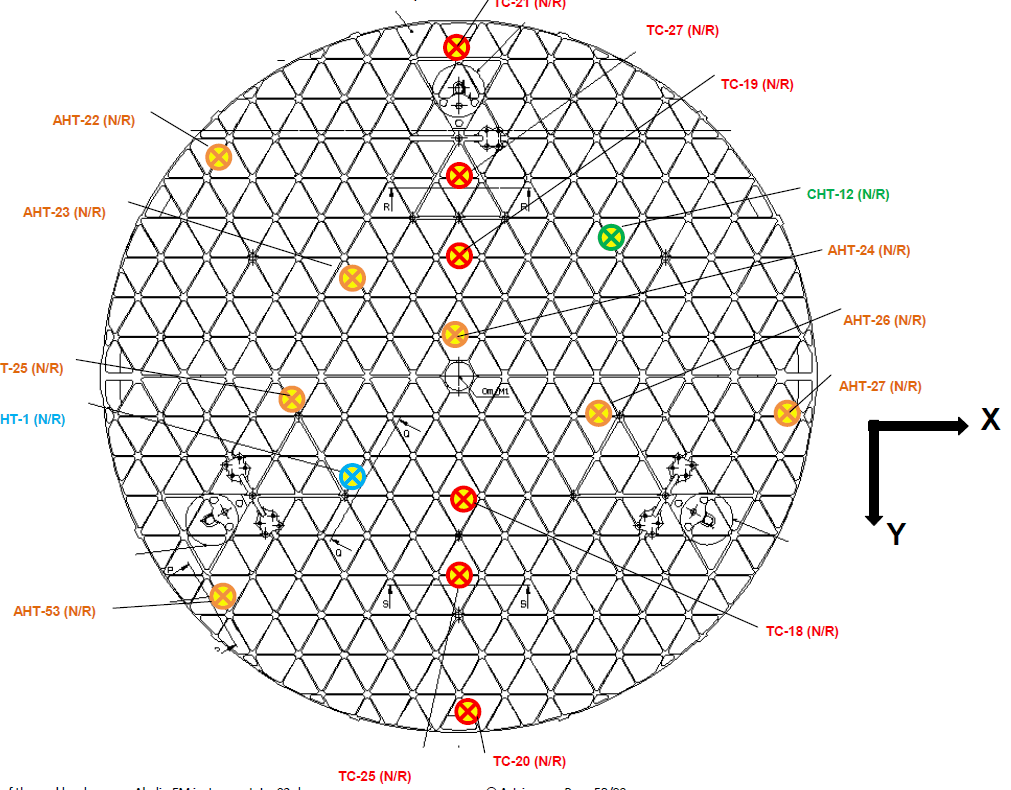 TC-21 (N/R)
TC-27 (N/R)
TC-19 (N/R)
AHT-22 (N/R)
CHT-12 (N/R)
AHT-23 (N/R)
R R
AHT-24 (N/R)
AHT-26 (N/R)
T-25 (N/R)
AHT-27 (N/R)
HT-1 (N/R)
X
Q
Y
Q
P
S
AHT-53 (N/R)
TC-18 (N/R)
TC-20 (N/R)
TC-25 (N/R)